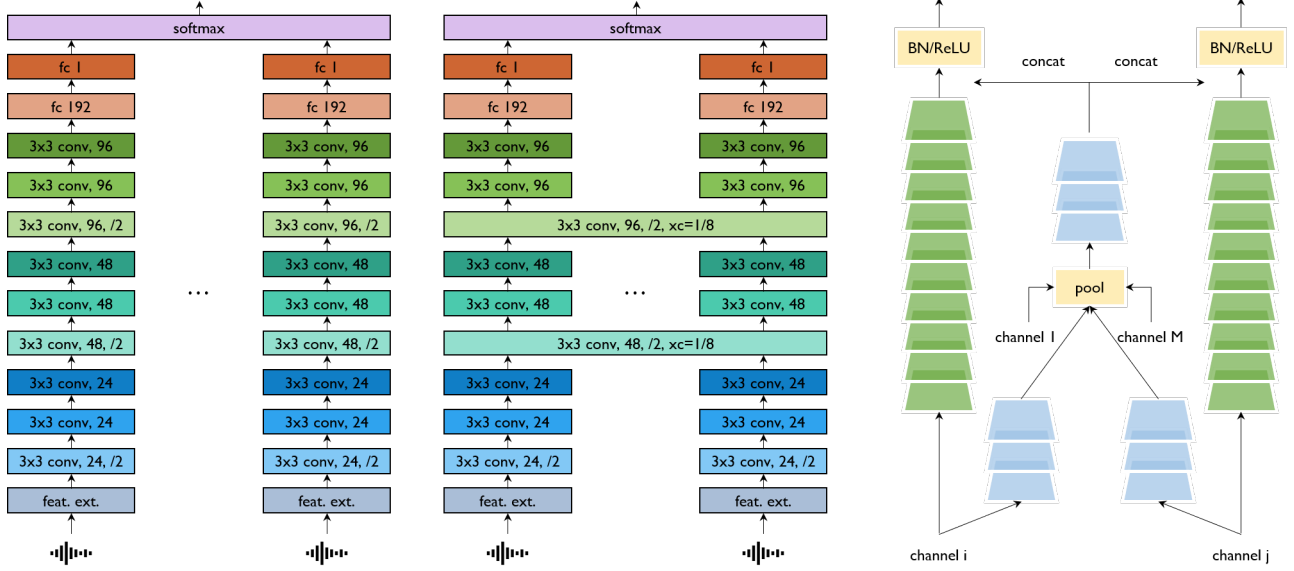 softmax
fc 1
fc 1
fc 192
fc 192
3x3 conv, 96
3x3 conv, 96
3x3 conv, 96
3x3 conv, 96
3x3 conv, 96, /2
3x3 conv, 96, /2
3x3 conv, 48
3x3 conv, 48
...
3x3 conv, 48
3x3 conv, 48
3x3 conv, 48, /2
3x3 conv, 48, /2
3x3 conv, 24
3x3 conv, 24
3x3 conv, 24
3x3 conv, 24
3x3 conv, 24, /2
3x3 conv, 24, /2
feat. ext.
feat. ext.
softmax
fc 1
fc 1
fc 192
fc 192
3x3 conv, 96
3x3 conv, 96
3x3 conv, 96
3x3 conv, 96
3x3 conv, 96, /2, xc=1/8
3x3 conv, 48
3x3 conv, 48
...
3x3 conv, 48
3x3 conv, 48
3x3 conv, 48, /2, xc=1/8
3x3 conv, 24
3x3 conv, 24
3x3 conv, 24
3x3 conv, 24
3x3 conv, 24, /2
3x3 conv, 24, /2
feat. ext.
feat. ext.
BN/ReLU
BN/ReLU
concat
concat
pool
channel 1
channel M
channel i
channel j